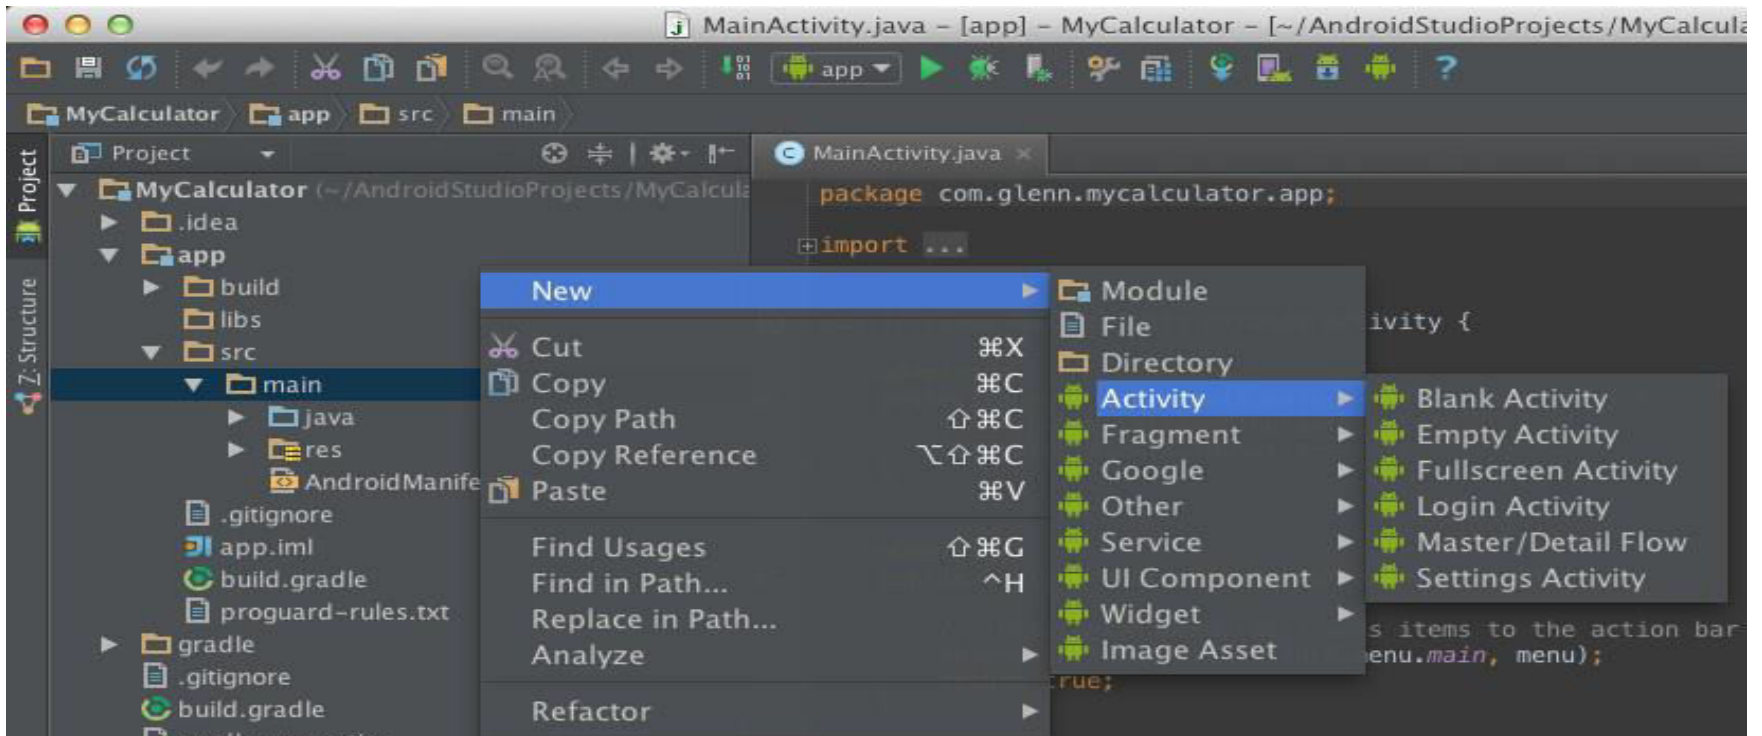 MainActivity.java – [app] – MyCalculator – [~/AndroidStudioProjects/MyCalcula
app
?
MyCalculator app src main
Project
Z: Structure
Project
MyCalculator (~/AndroidStudioProjects/MyCalcula
.idea
app
build
libs
src
main
java
res
AndroidManife
.gitignore
app.iml
build.gradle
proguard-rules.txt
gradle
.gitignore
build.gradle
MainActivity.java
package com.glenn.mycalculator.app;
import ...
ivity {
s items to the action bar
enu.main, menu);
rue;
New
Cut ⌘X
Copy ⌘C
Copy Path ⇧⌘C
Copy Reference ⌥⇧⌘C
Paste ⌘V
Find Usages ⇧⌘G
Find in Path... ^H
Replace in Path...
Analyze
Refactor
Module
File
Directory
Activity
Fragment
Google
Other
Service
UI Component
Widget
Image Asset
Blank Activity
Empty Activity
Fullscreen Activity
Login Activity
Master/Detail Flow
Settings Activity